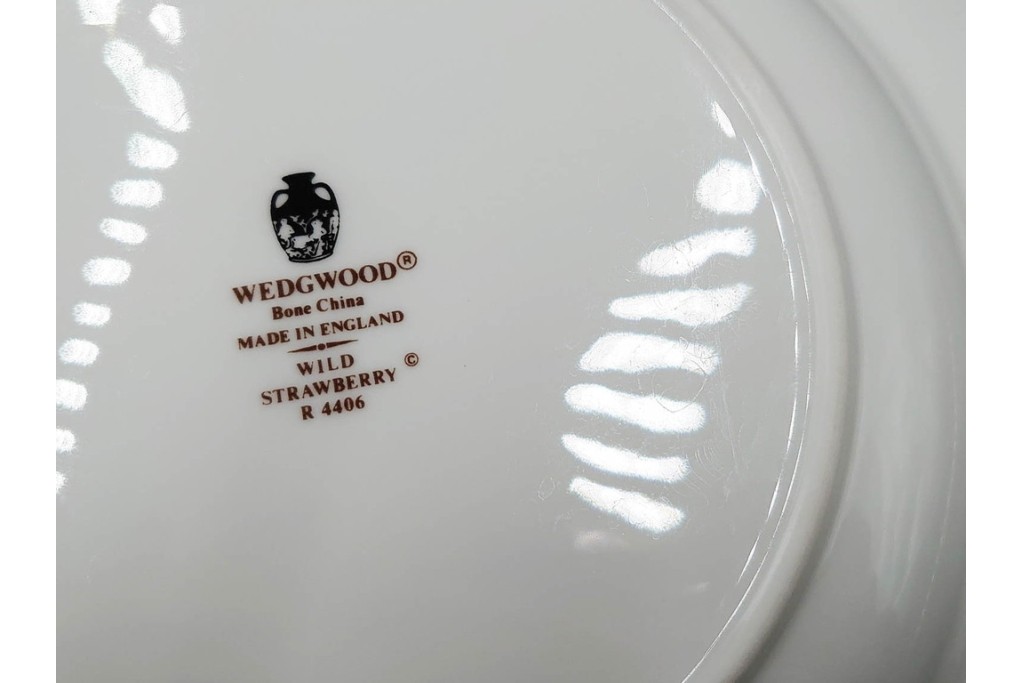 WEDGWOOD®
Bone China
MADE IN ENGLAND
WILD
STRAWBERRY ©
R 4406